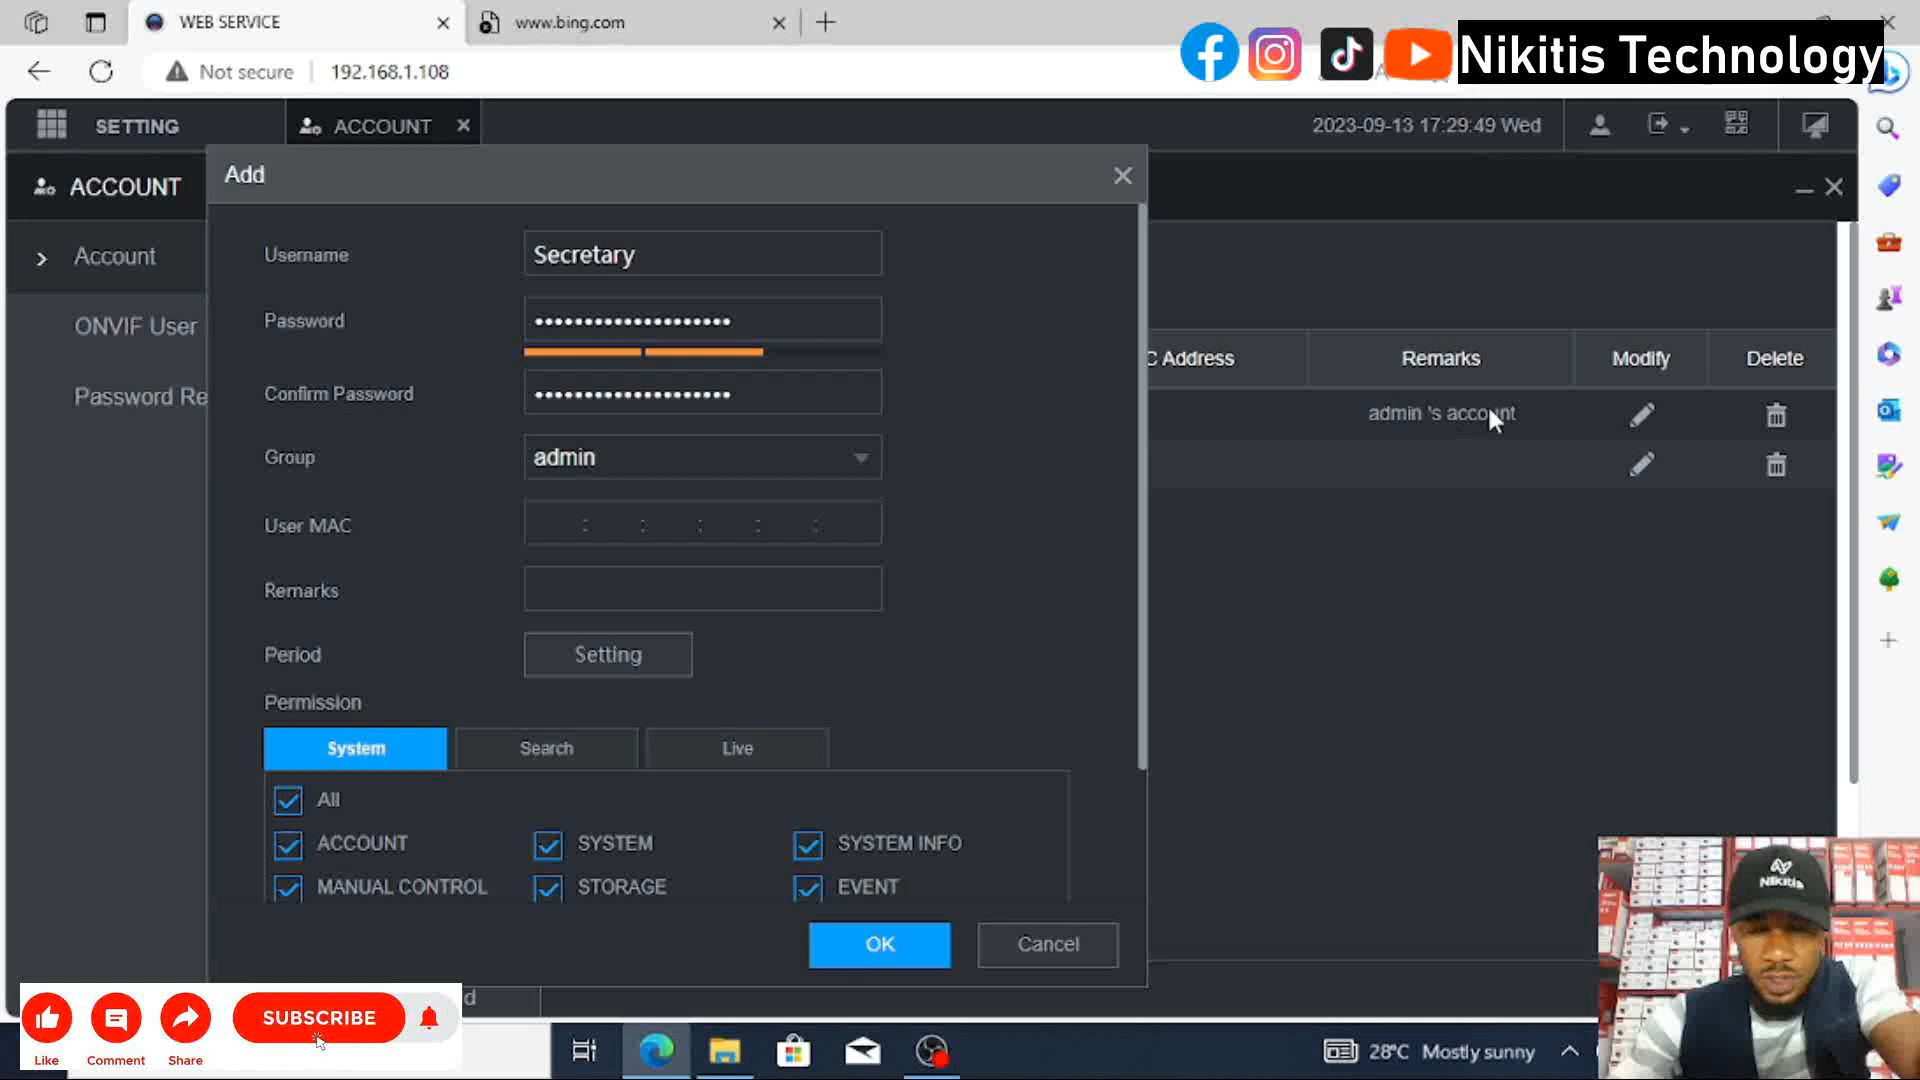 WEB SERVICE
www.bing.com
Not secure
192.168.1.108
Nikitis Technology
SETTING
ACCOUNT
2023-09-13 17:29:49 Wed
ACCOUNT
Add
Account
ONVIF User
Password Re
Username
Secretary
Password
••••••••••••••••••••
Confirm Password
••••••••••••••••••••
Group
admin
User MAC
: : : : :
Remarks
Period
Setting
Permission
System
Search
Live
All
ACCOUNT
SYSTEM
SYSTEM INFO
MANUAL CONTROL
STORAGE
EVENT
OK
Cancel
C Address
Remarks
Modify
Delete
admin 's account
d
SUBSCRIBE
Like
Comment
Share
28°C Mostly sunny
Nikitis